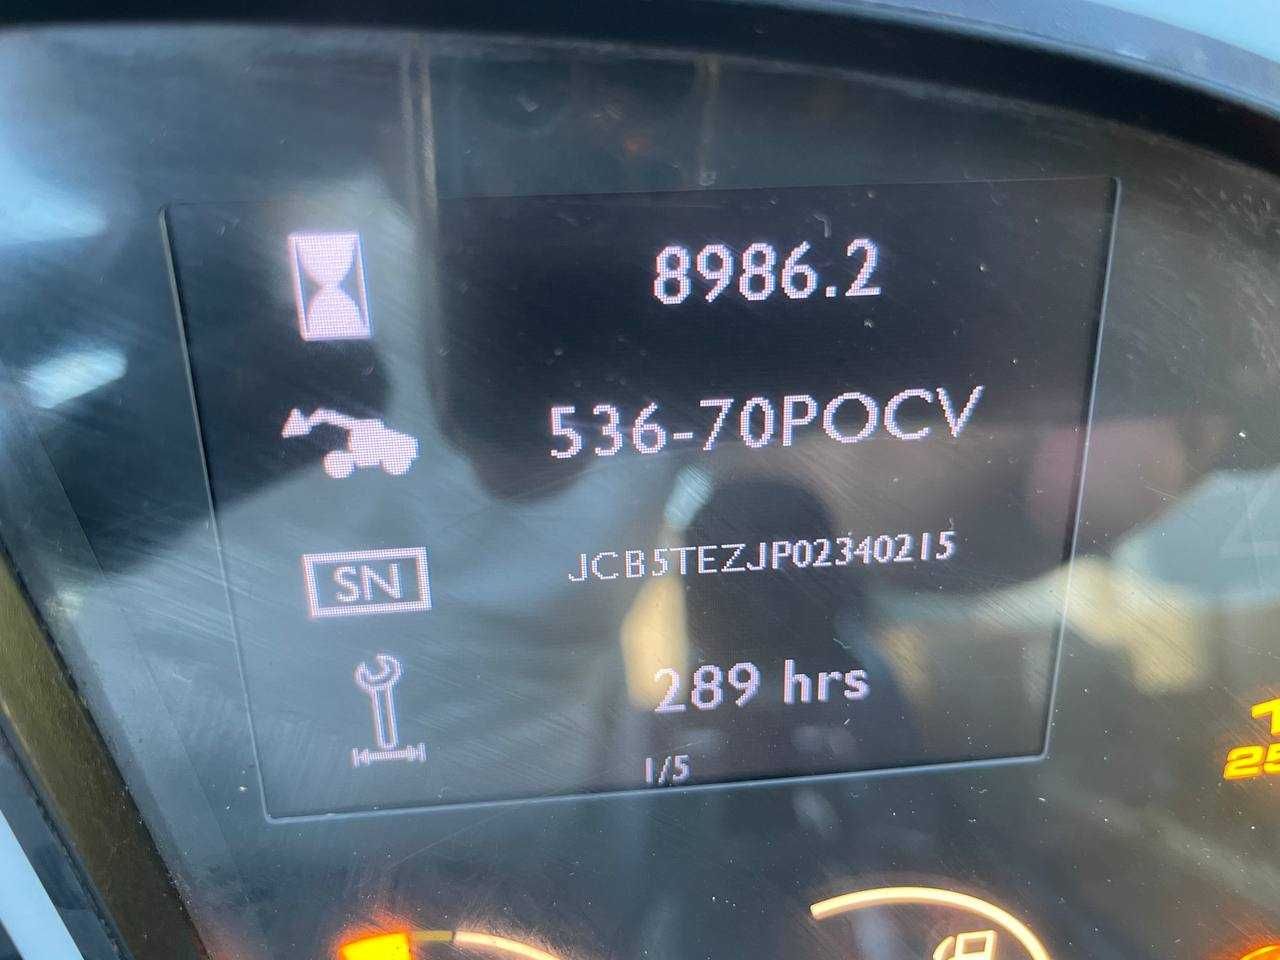 8986.2
536-70POCV
SN JCB5TEZJP02340215
289 hrs
1/5